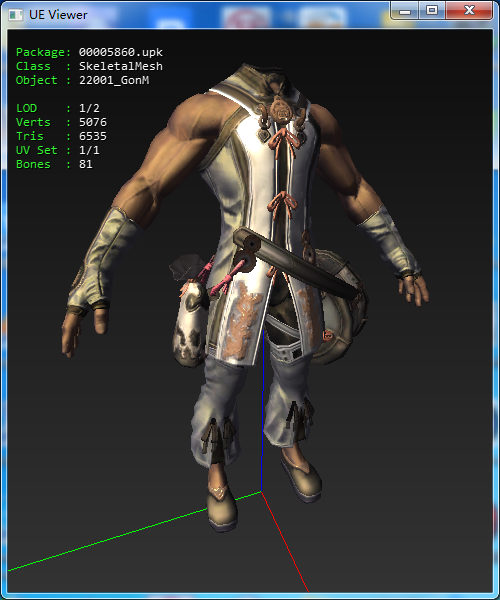 UE Viewer
Package: 00005860.upk
Class : SkeletalMesh
Object : 22001_GonM
LOD : 1/2
Verts : 5076
Tris : 6535
UV Set : 1/1
Bones : 81